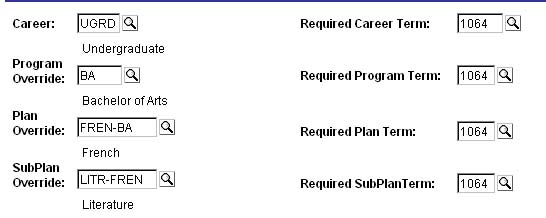 Career: UGRD Required Career Term: 1064
Undergraduate
Program
Override: BA Required Program Term: 1064
Bachelor of Arts
Plan
Override: FREN-BA Required Plan Term: 1064
French
SubPlan
Override: LITR-FREN Required SubPlanTerm: 1064
Literature